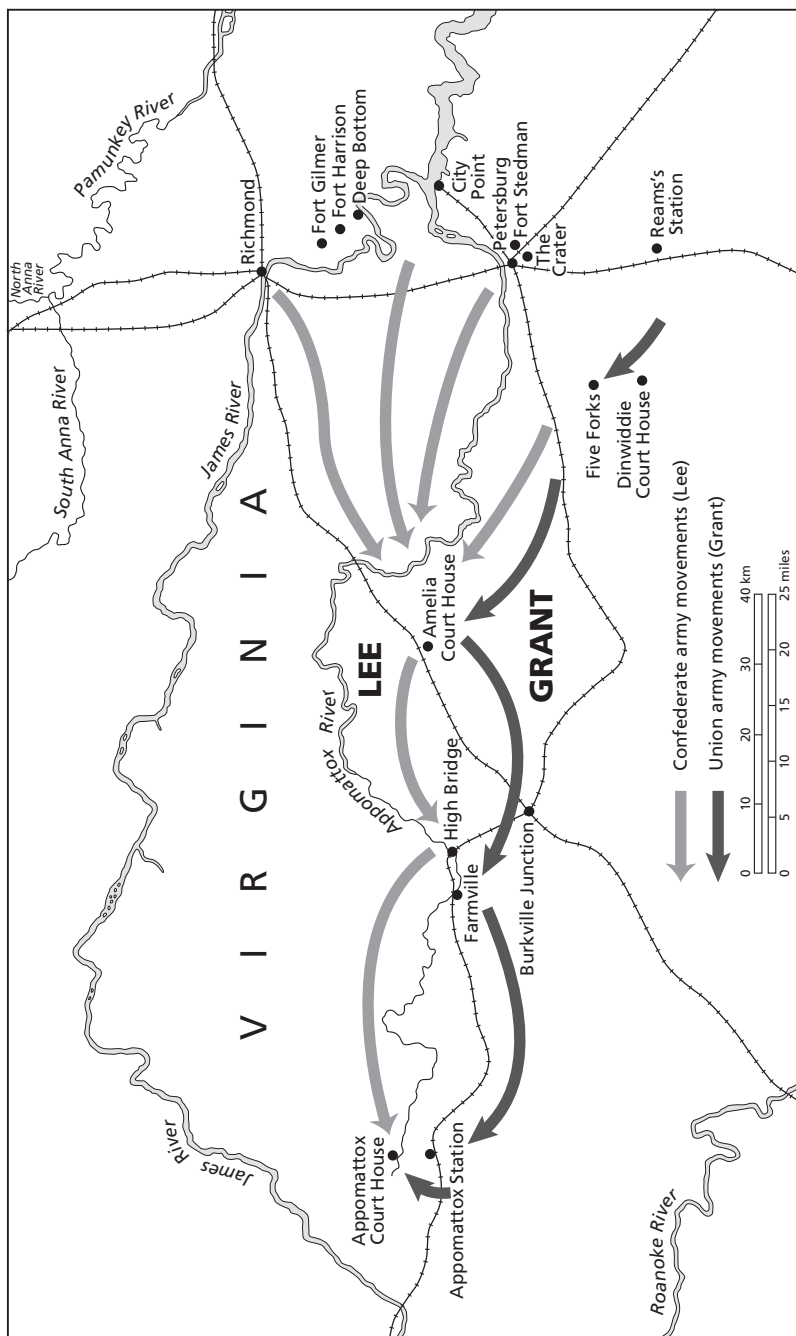 Pamunkey River
North
Anna
River
South Anna River
Richmond
James River
Fort Gilmer
Fort Harrison
Deep Bottom
VIRGINIA
James
River
City
Point
Petersburg
Fort Stedman
The
Crater
Reams's
Station
Five Forks
Dinwiddie
Court House
LEE
Amelia
Court House
GRANT
Appomattox River
High Bridge
Farmville
Burkville Junction
Appomattox
Court House
Appomattox Station
Roanoke River
Confederate army movements (Lee)
Union army movements (Grant)
0 10 20 30 40 km
0 5 10 15 20 25 miles